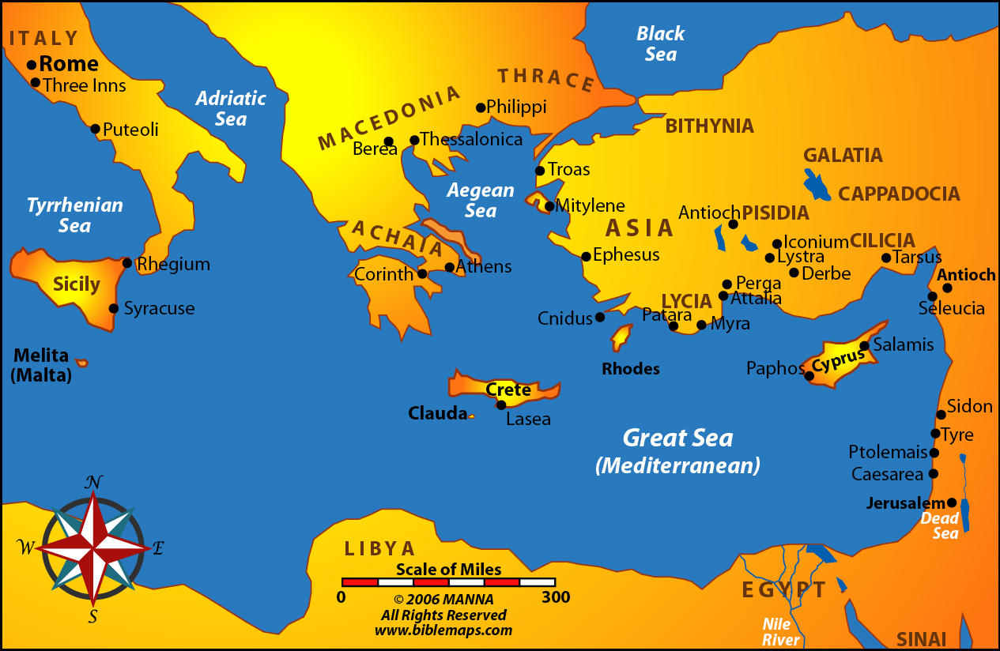 ITALY
Rome
Three Inns
Puteoli
Adriatic
Sea
Tyrrhenian
Sea
Rhegium
Sicily
Syracuse
Melita
(Malta)
MACEDONIA
THRACE
Philippi
Berea
Thessalonica
Aegean
Sea
ACHAIA
Corinth
Athens
Black
Sea
BITHYNIA
GALATIA
CAPPADOCIA
Troas
Mitylene
ASIA
Antioch
PISIDIA
Ephesus
Iconium
CILICIA
Lystra
Tarsus
Derbe
Antioch
Perga
Attalia
LYCIA
Seleucia
Cnidus
Patara
Myra
Rhodes
Salamis
Cyprus
Paphos
Crete
Clauda
Lasea
Great Sea
(Mediterranean)
Sidon
Tyre
Ptolemais
Caesarea
Jerusalem
Dead
Sea
N
W
E
S
LIBYA
Scale of Miles
0
300
© 2006 MANNA
All Rights Reserved
www.biblemaps.com
EGYPT
Nile
River
SINAI